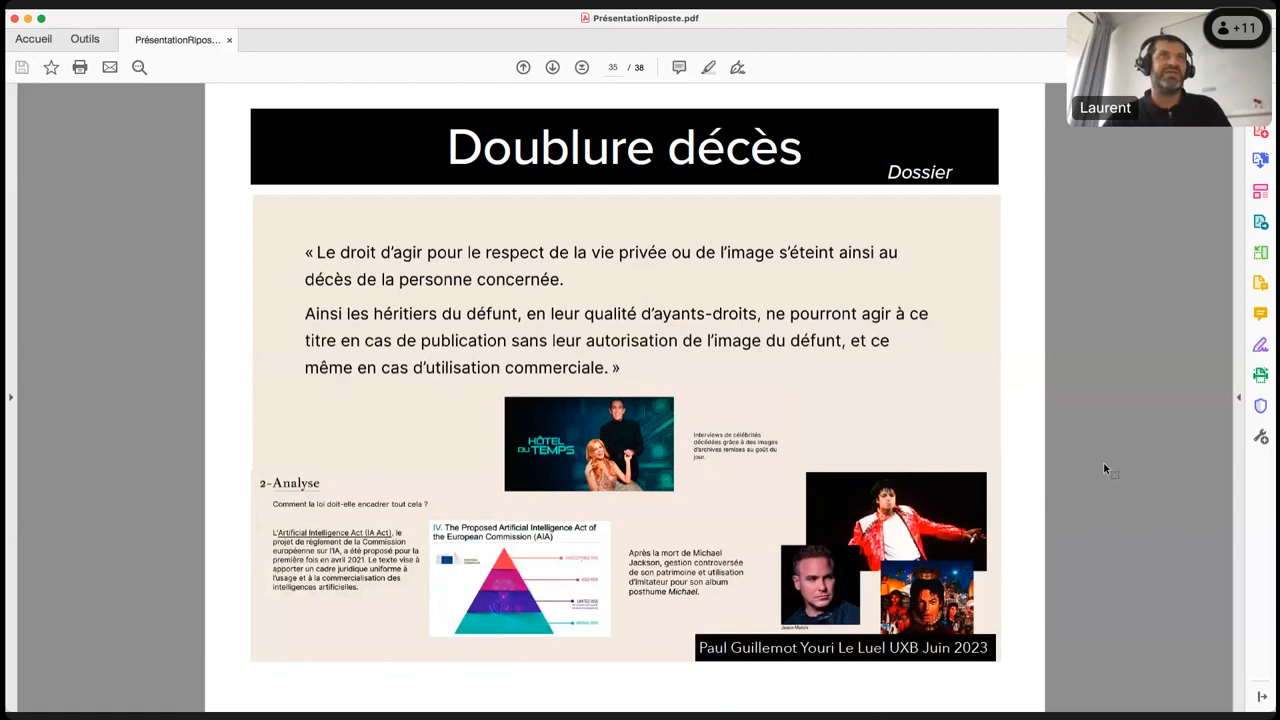 PrésentationRiposte.pdf
+11
Accueil
Outils
PrésentationRipos... ×
35 / 38
Laurent
Doublure décès
Dossier
« Le droit d'agir pour le respect de la vie privée ou de l'image s'éteint ainsi au
décès de la personne concernée.
Ainsi les héritiers du défunt, en leur qualité d'ayants-droits, ne pourront agir à ce
titre en cas de publication sans leur autorisation de l'image du défunt, et ce
même en cas d'utilisation commerciale. »
HÔTEL
DU TEMPS
Interviews de célébrités
décédées grâce à des images
d'archives remises au goût du
jour.
2-Analyse
Comment la loi doit-elle encadrer tout cela ?
L'Artificial Intelligence Act (IA Act), le
projet de règlement de la Commission
européenne sur l'IA, a été proposé pour la
première fois en avril 2021. Le texte vise à
apporter un cadre juridique uniforme à
l'usage et à la commercialisation des
intelligences artificielles.
IV. The Proposed Artificial Intelligence Act of
the European Commission (AIA)
UNACCEPTABLE RISK
HIGH RISK
LIMITED RISK
MINIMAL RISK
Après la mort de Michael
Jackson, gestion controversée
de son patrimoine et utilisation
d'imitateur pour son album
posthume Michael.
Paul Guillemot Youri Le Luel UXB Juin 2023